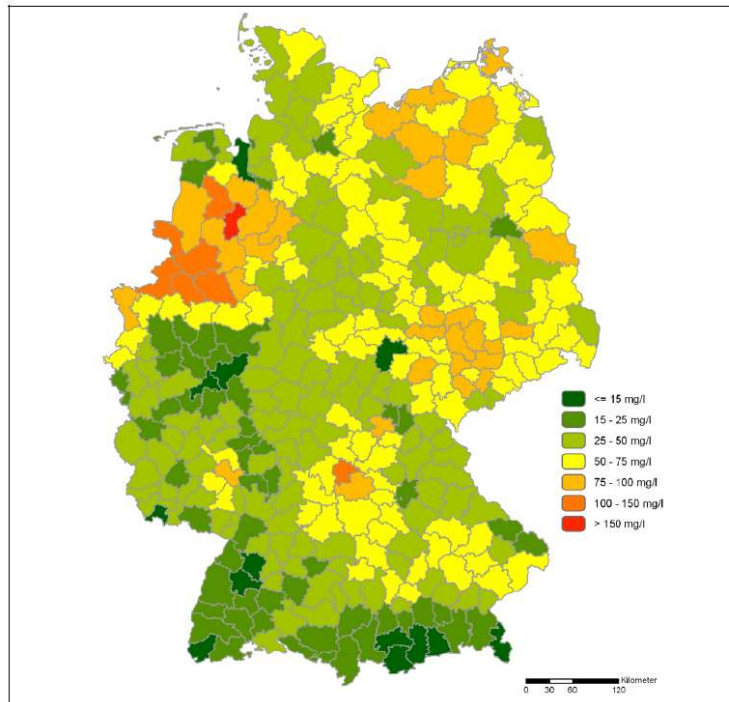 <= 15 mg/l
15 - 25 mg/l
25 - 50 mg/l
50 - 75 mg/l
75 - 100 mg/l
100 - 150 mg/l
> 150 mg/l
Kilometer
0 30 60 120